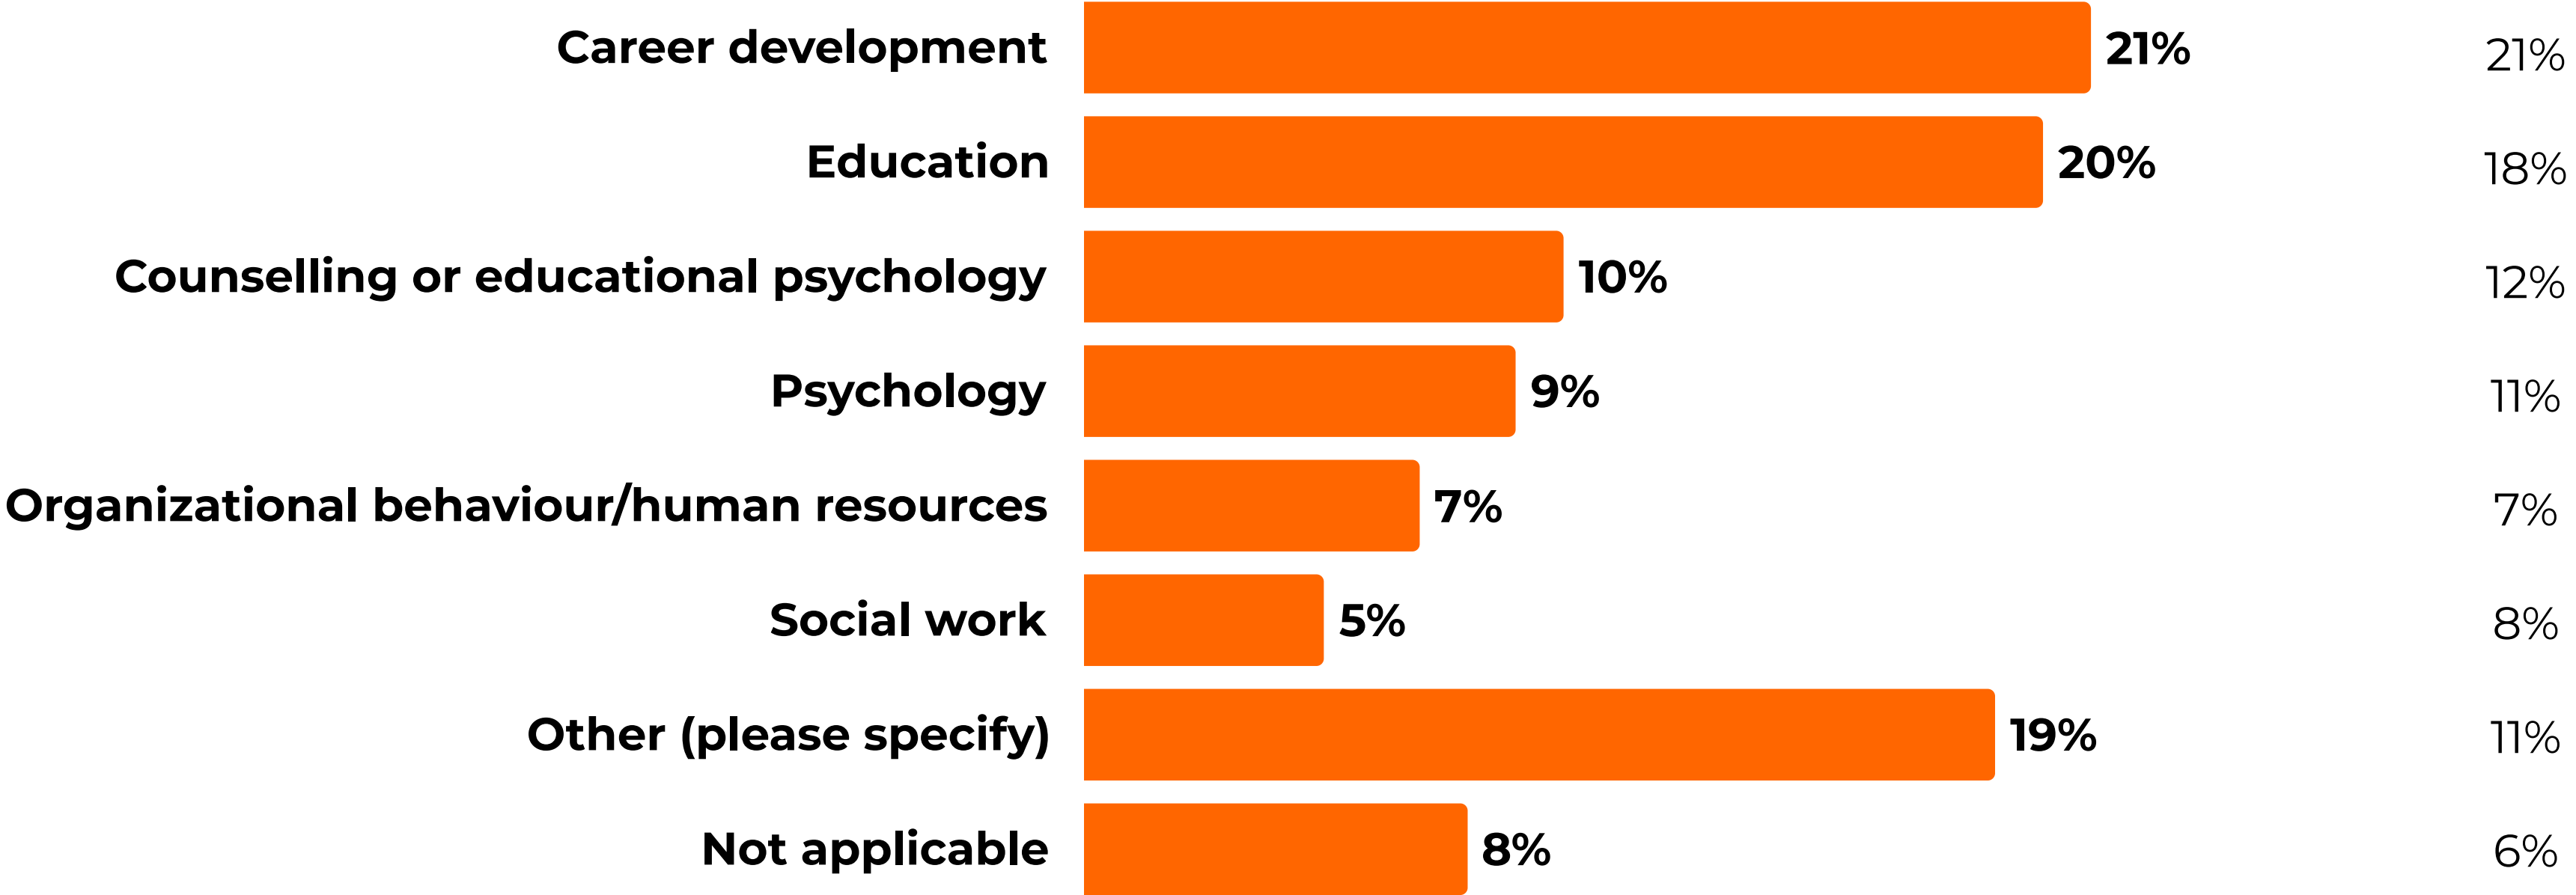 Career development 21% 21%
Education 20% 18%
Counselling or educational psychology 10% 12%
Psychology 9% 11%
Organizational behaviour/human resources 7% 7%
Social work 5% 8%
Other (please specify) 19% 11%
Not applicable 8% 6%